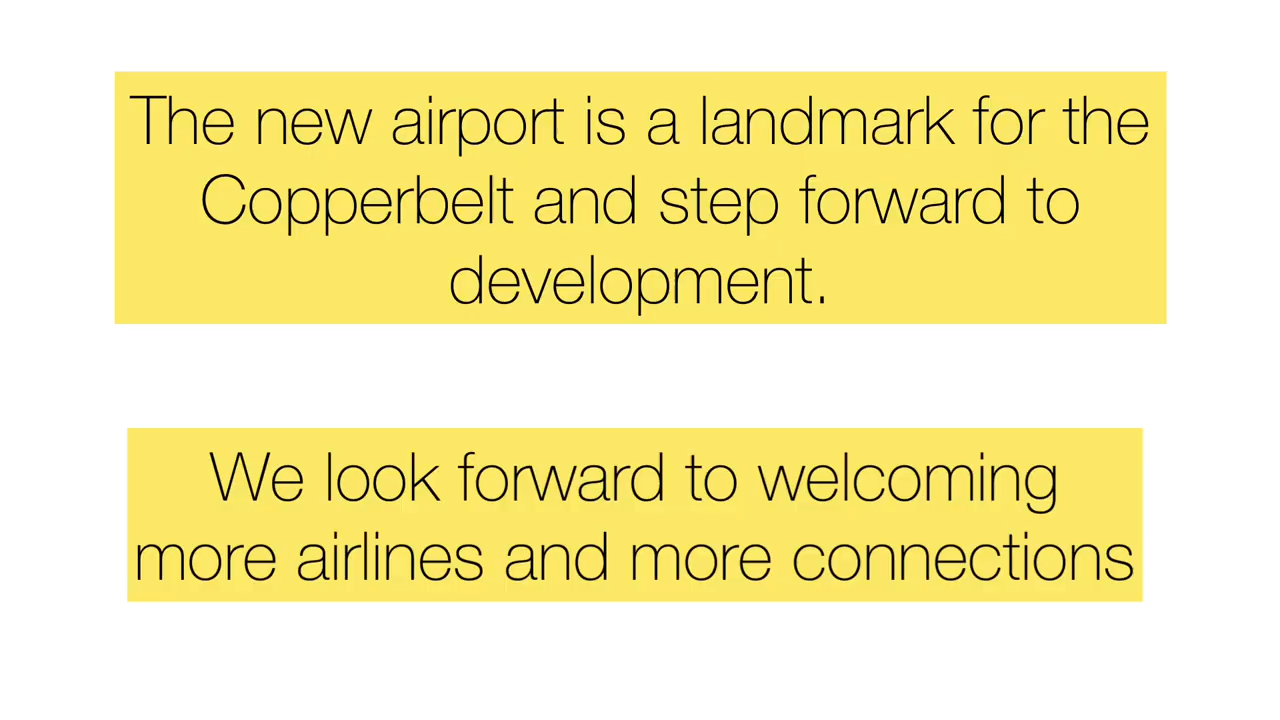 The new airport is a landmark for the
Copperbelt and step forward to
development.
We look forward to welcoming
more airlines and more connections